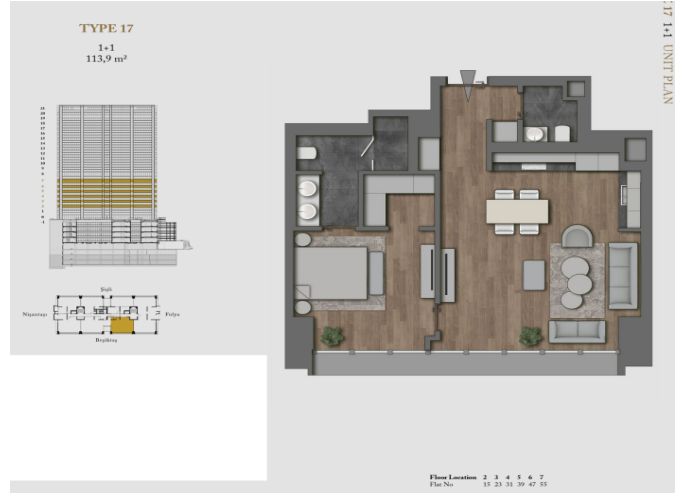 TYPE 17
1+1
113,9 m²
: 17 1+1 UNIT PLAN
Şişli
Nişantaşı
Fulya
Beşiktaş
Floor Location 2 3 4 5 6 7
Flat No 15 23 31 39 47 55